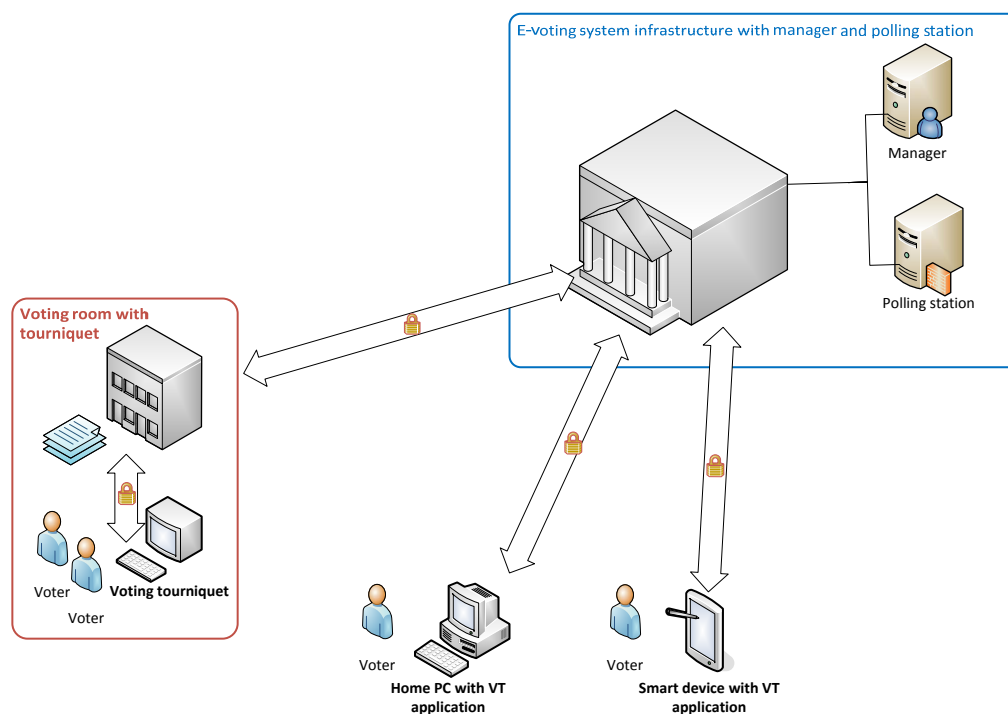 E-voting system infrastructure with manager and polling station
Manager
Polling station
Voting room with
tourniquet
Voter
Voting tourniquet
Voter
Voter
Home PC with VT
application
Voter
Smart device with VT
application